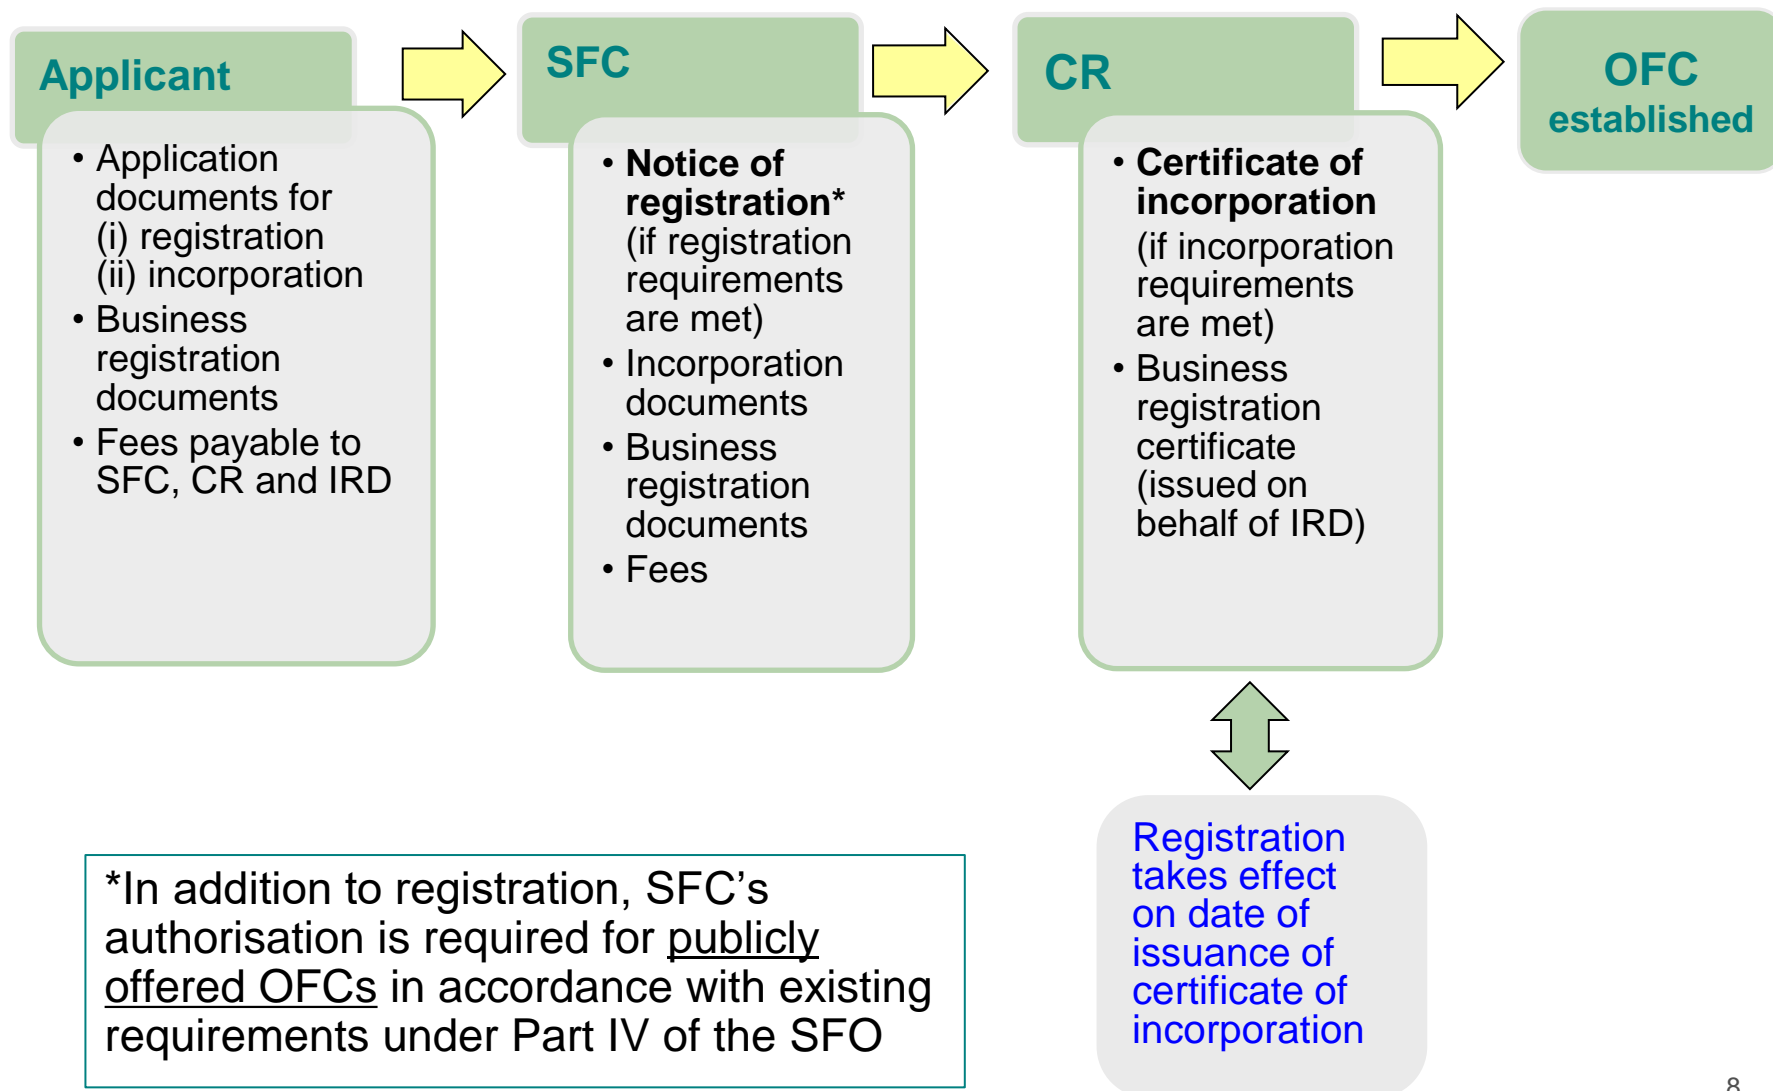 Applicant
• Application
documents for
(i) registration
(ii) incorporation
• Business
registration
documents
• Fees payable to
SFC, CR and IRD
SFC
• Notice of
registration*
(if registration
requirements
are met)
• Incorporation
documents
• Business
registration
documents
• Fees
CR
• Certificate of
incorporation
(if incorporation
requirements
are met)
• Business
registration
certificate
(issued on
behalf of IRD)
OFC
established
Registration
takes effect
on date of
issuance of
certificate of
incorporation
*In addition to registration, SFC’s
authorisation is required for publicly
offered OFCs in accordance with existing
requirements under Part IV of the SFO
8